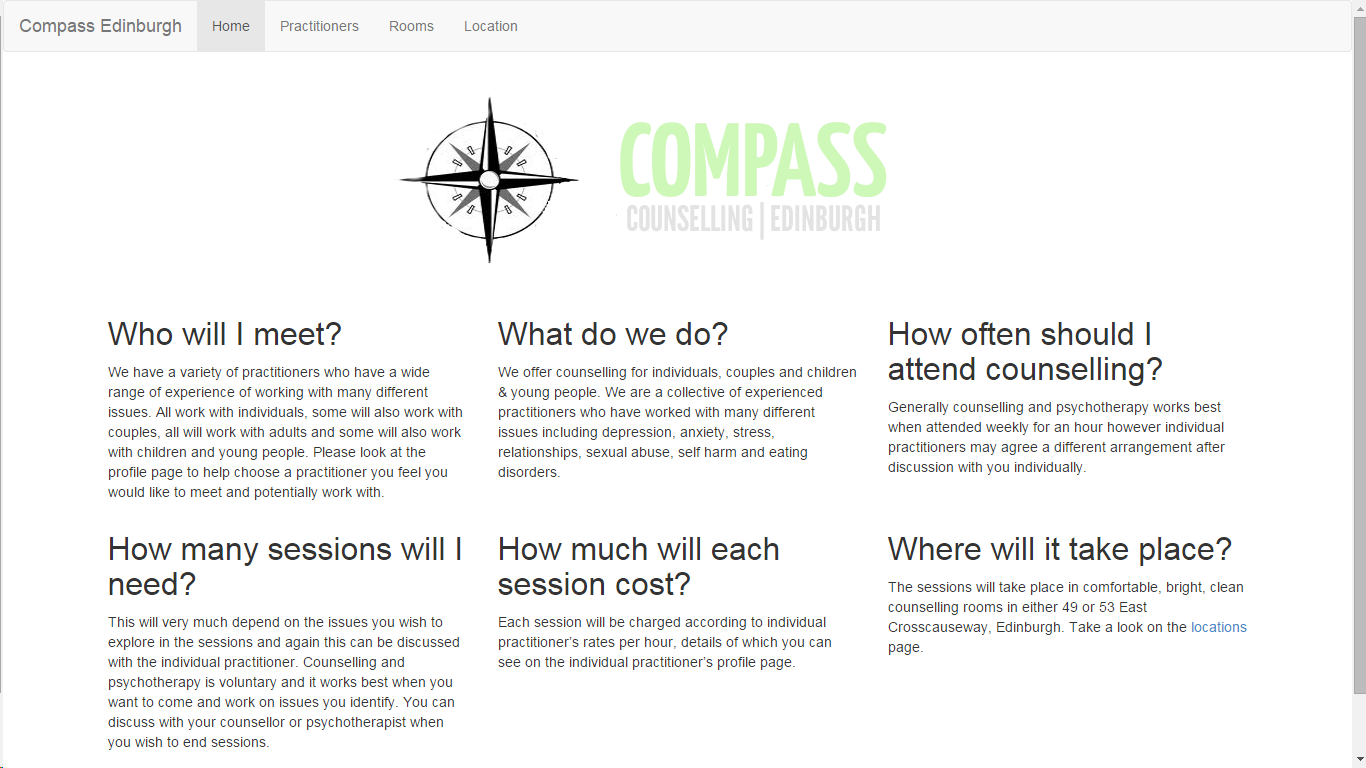 Compass Edinburgh Home Practitioners Rooms Location
COMPASS
COUNSELLING | EDINBURGH
Who will I meet?
We have a variety of practitioners who have a wide
range of experience of working with many different
issues. All work with individuals, some will also work with
couples, all will work with adults and some will also work
with children and young people. Please look at the
profile page to help choose a practitioner you feel you
would like to meet and potentially work with.
What do we do?
We offer counselling for individuals, couples and children
& young people. We are a collective of experienced
practitioners who have worked with many different
issues including depression, anxiety, stress,
relationships, sexual abuse, self harm and eating
disorders.
How often should I
attend counselling?
Generally counselling and psychotherapy works best
when attended weekly for an hour however individual
practitioners may agree a different arrangement after
discussion with you individually.
How many sessions will I
need?
This will very much depend on the issues you wish to
explore in the sessions and again this can be discussed
with the individual practitioner. Counselling and
psychotherapy is voluntary and it works best when you
want to come and work on issues you identify. You can
discuss with your counsellor or psychotherapist when
you wish to end sessions.
How much will each
session cost?
Each session will be charged according to individual
practitioner’s rates per hour, details of which you can
see on the individual practitioner’s profile page.
Where will it take place?
The sessions will take place in comfortable, bright, clean
counselling rooms in either 49 or 53 East
Crosscauseway, Edinburgh. Take a look on the locations
page.